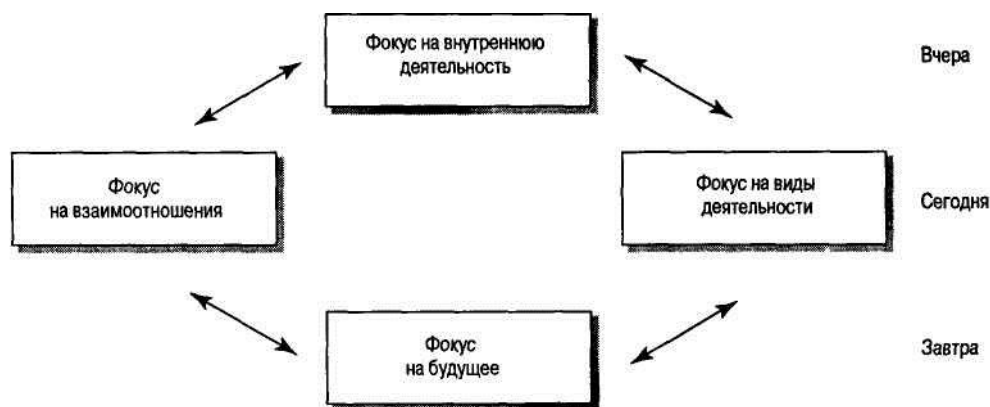 Фокус на внутреннюю
деятельность
Вчера
Фокус
на взаимоотношения
Фокус на виды
деятельности
Сегодня
Фокус
на будущее
Завтра